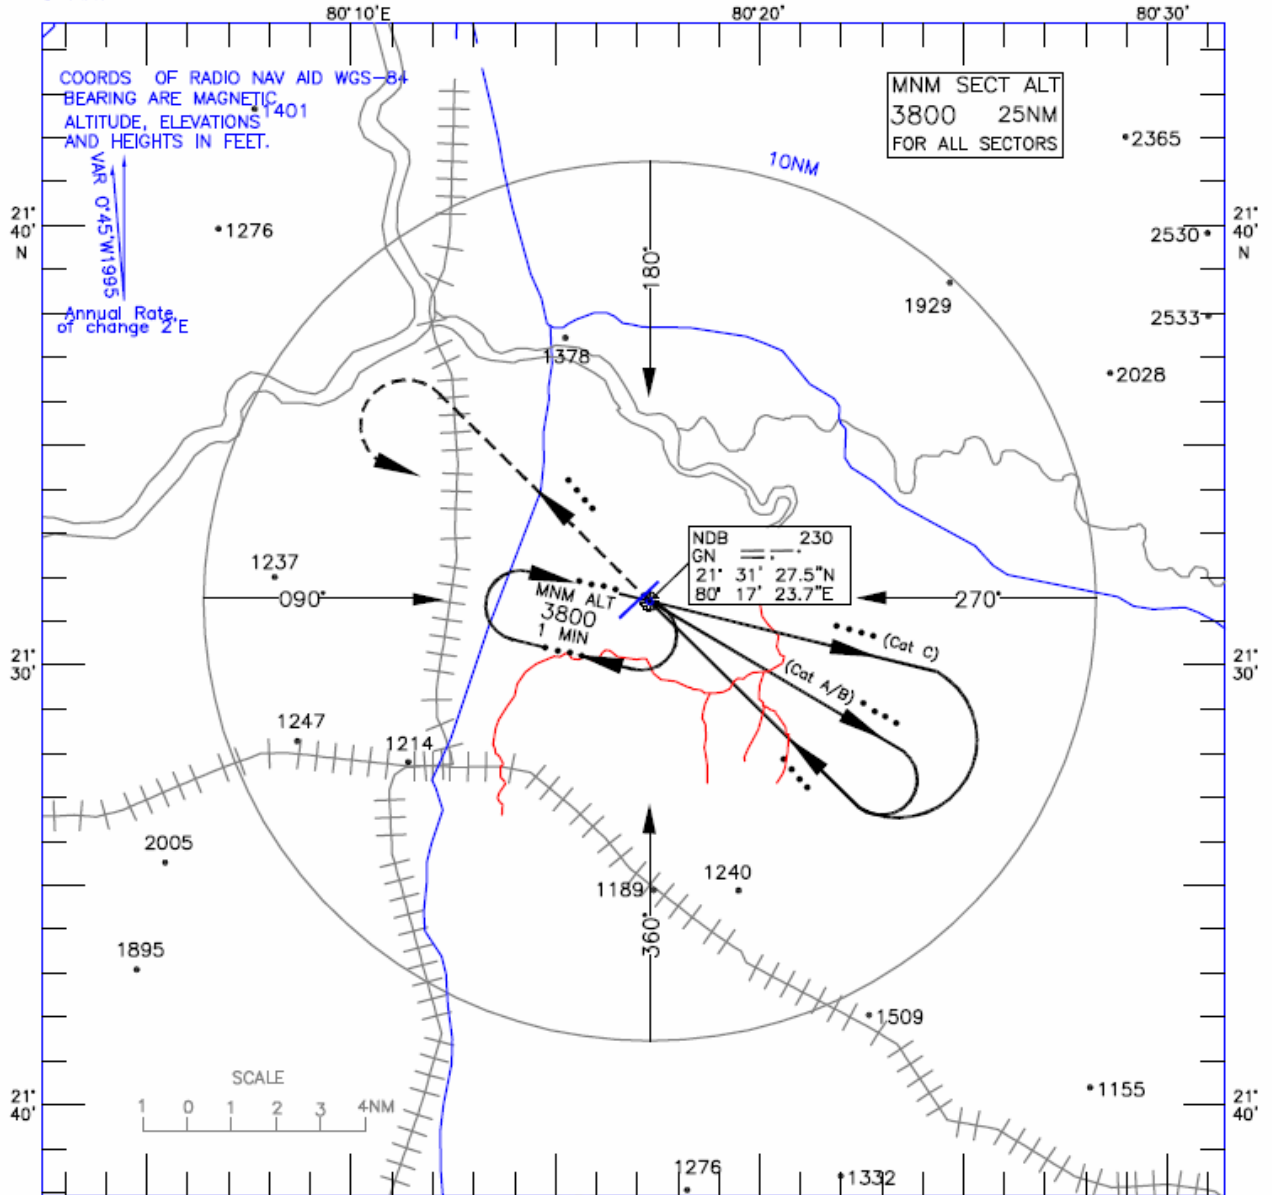 80°10'E
80°20'
80°30'
COORDS OF RADIO NAV AID WGS-84
BEARING ARE MAGNETIC
ALTITUDE, ELEVATIONS
AND HEIGHTS IN FEET.
1401
MNM SECT ALT
3800 25NM
FOR ALL SECTORS
2365
10NM
VAR 0°45'W1995
Annual Rate
of change 2'E
21°
40'
N
1276
180°
21°
40'
N
2530
1929
2533
1378
2028
NDB 230
GN
21° 31' 27.5"N
80° 17' 23.7"E
1237
090°
MNM ALT
3800
1 MIN
270°
(Cat C)
(Cat A/B)
21°
30'
21°
30'
1247
1214
2005
1189
1240
360°
1895
1509
SCALE
1 0 1 2 3 4NM
1155
21°
40'
21°
40'
1276
1332